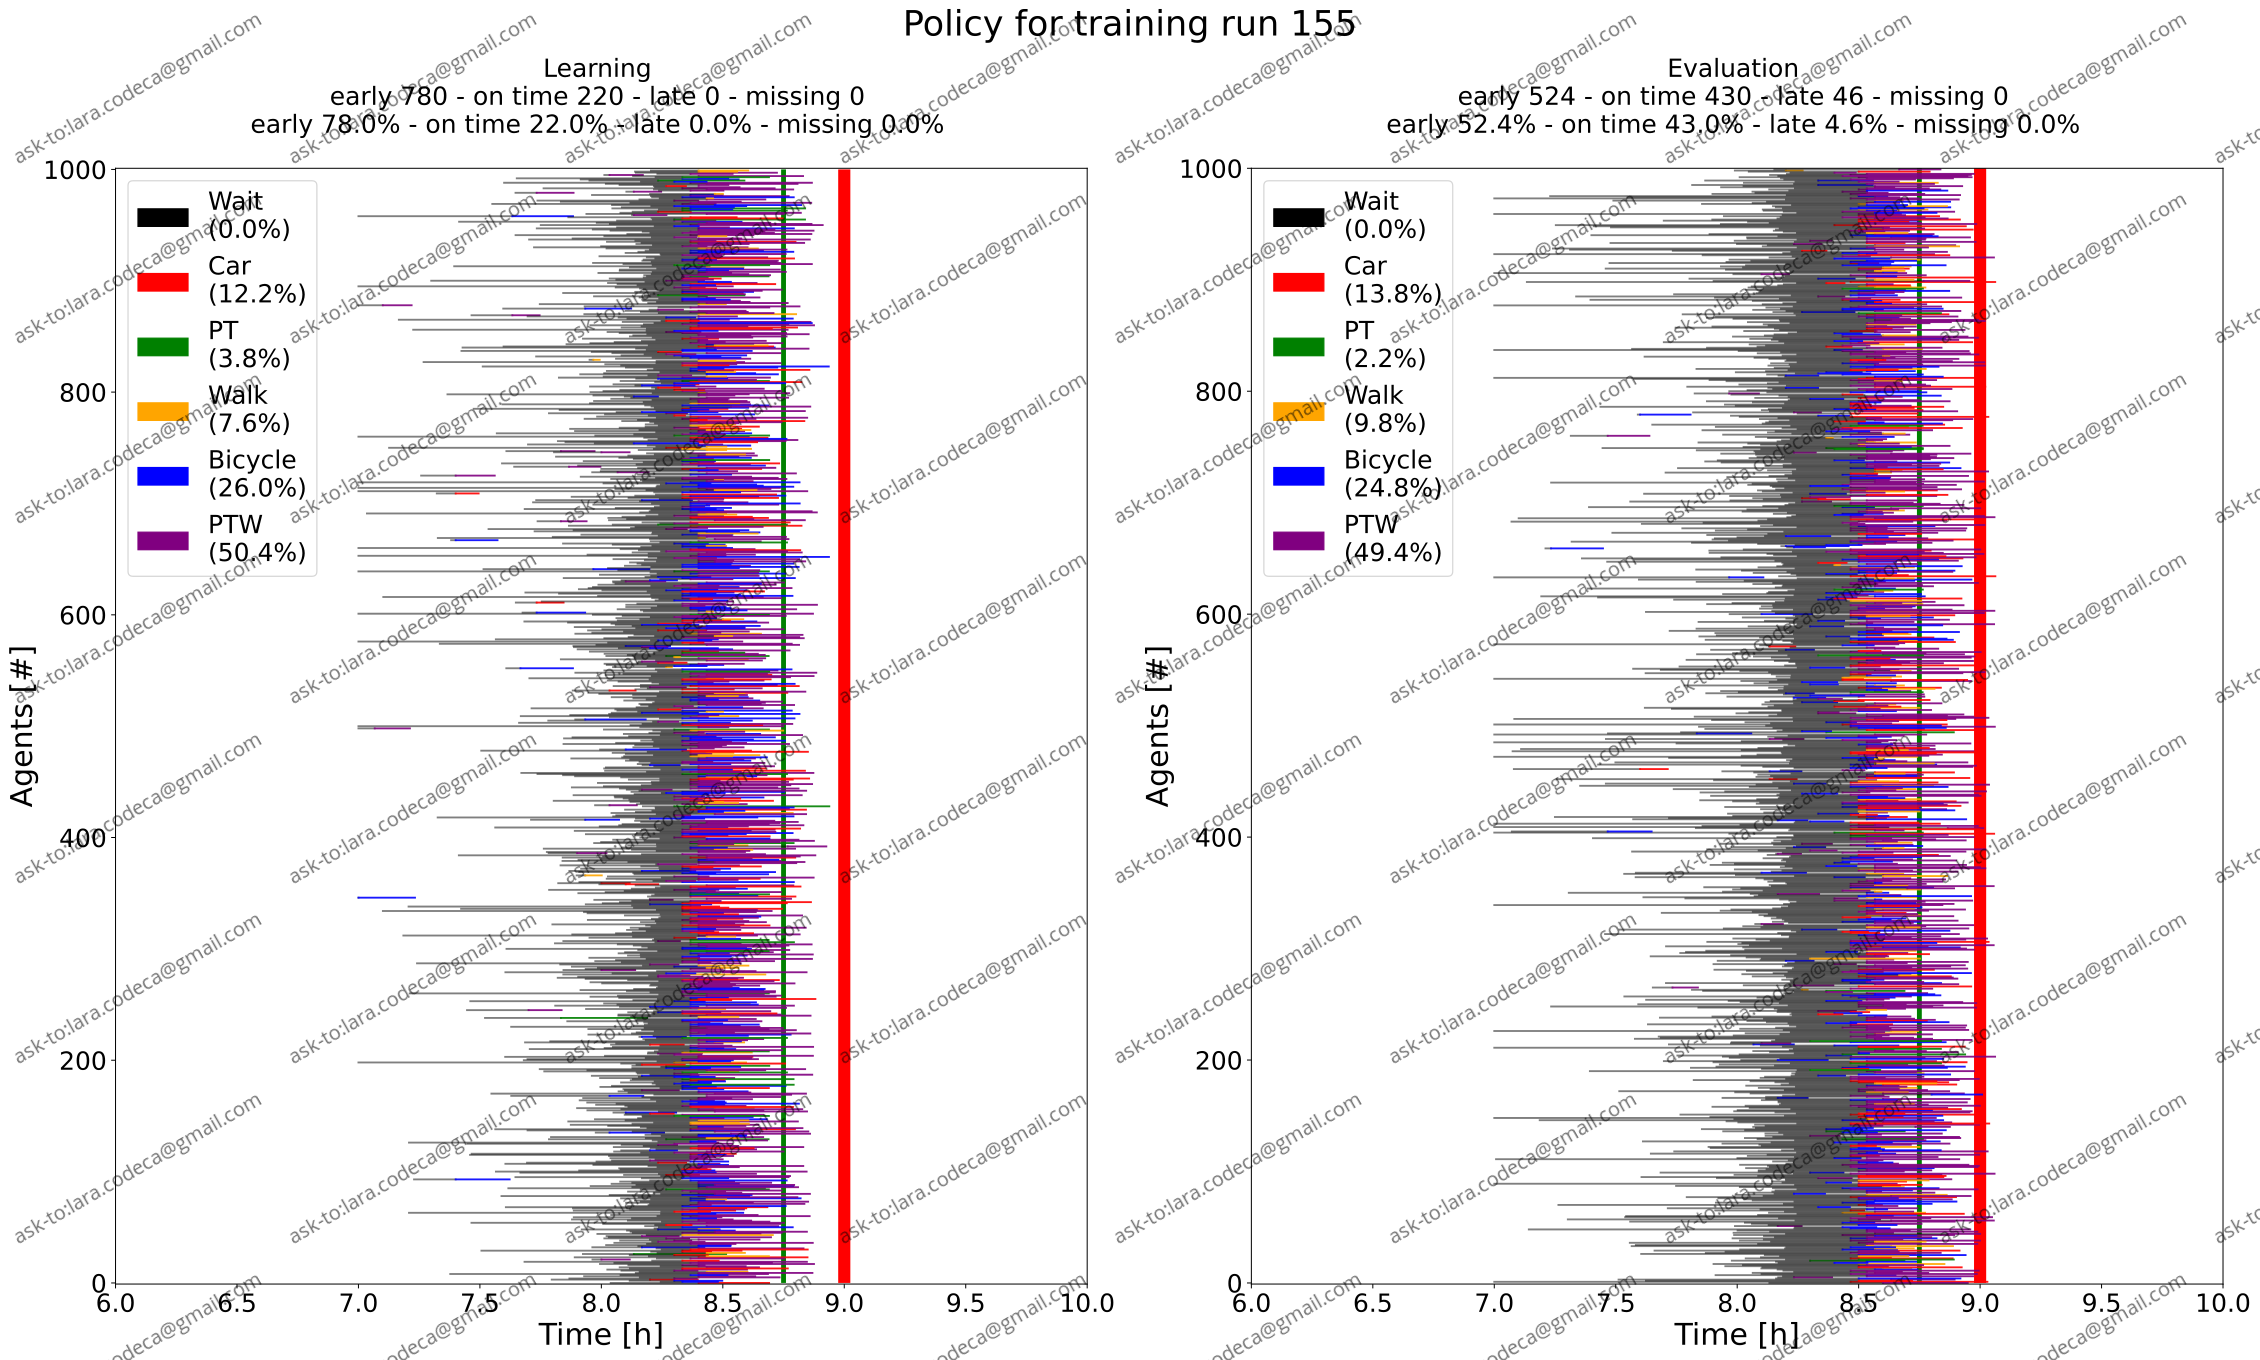 Policy for training run 155
Learning
early 780 - on time 220 - late 0 - missing 0
early 78.0% - on time 22.0% - late 0.0% - missing 0.0%
1000
800
600
400
200
0
Agents [#]
Wait
(0.0%)
Car
(12.2%)
PT
(3.8%)
Walk
(7.6%)
Bicycle
(26.0%)
PTW
(50.4%)
6.0 6.5 7.0 7.5 8.0 8.5 9.0 9.5 10.0
Time [h]
Evaluation
early 524 - on time 430 - late 46 - missing 0
early 52.4% - on time 43.0% - late 4.6% - missing 0.0%
1000
800
600
400
200
0
Agents [#]
Wait
(0.0%)
Car
(13.8%)
PT
(2.2%)
Walk
(9.8%)
Bicycle
(24.8%)
PTW
(49.4%)
6.0 6.5 7.0 7.5 8.0 8.5 9.0 9.5 10.0
Time [h]
ask-to:lara.codeca@gmail.com